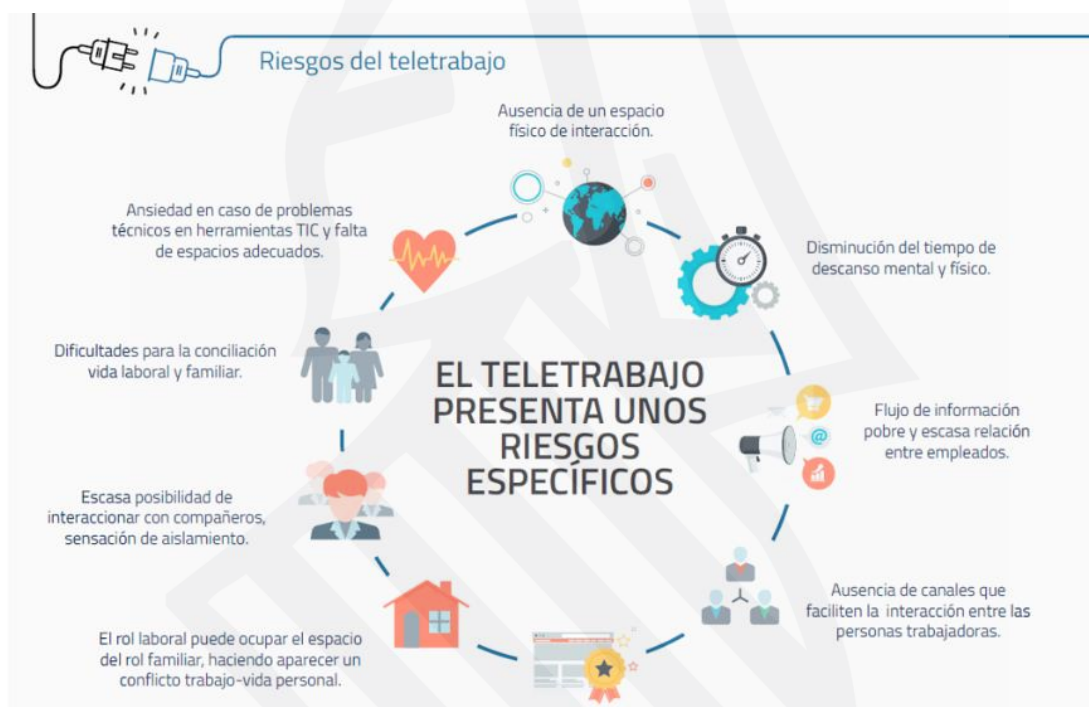 Riesgos del teletrabajo
Ausencia de un espacio
físico de interacción.
Ansiedad en caso de problemas
técnicos en herramientas TIC y falta
de espacios adecuados.
Disminución del tiempo de
descanso mental y físico.
Dificultades para la conciliación
vida laboral y familiar.
EL TELETRABAJO
PRESENTA UNOS
RIESGOS
ESPECÍFICOS
Flujo de información
pobre y escasa relación
entre empleados.
Escasa posibilidad de
interaccionar con compañeros,
sensación de aislamiento.
Ausencia de canales que
faciliten la interacción entre las
personas trabajadoras.
El rol laboral puede ocupar el espacio
del rol familiar, haciendo aparecer un
conflicto trabajo-vida personal.